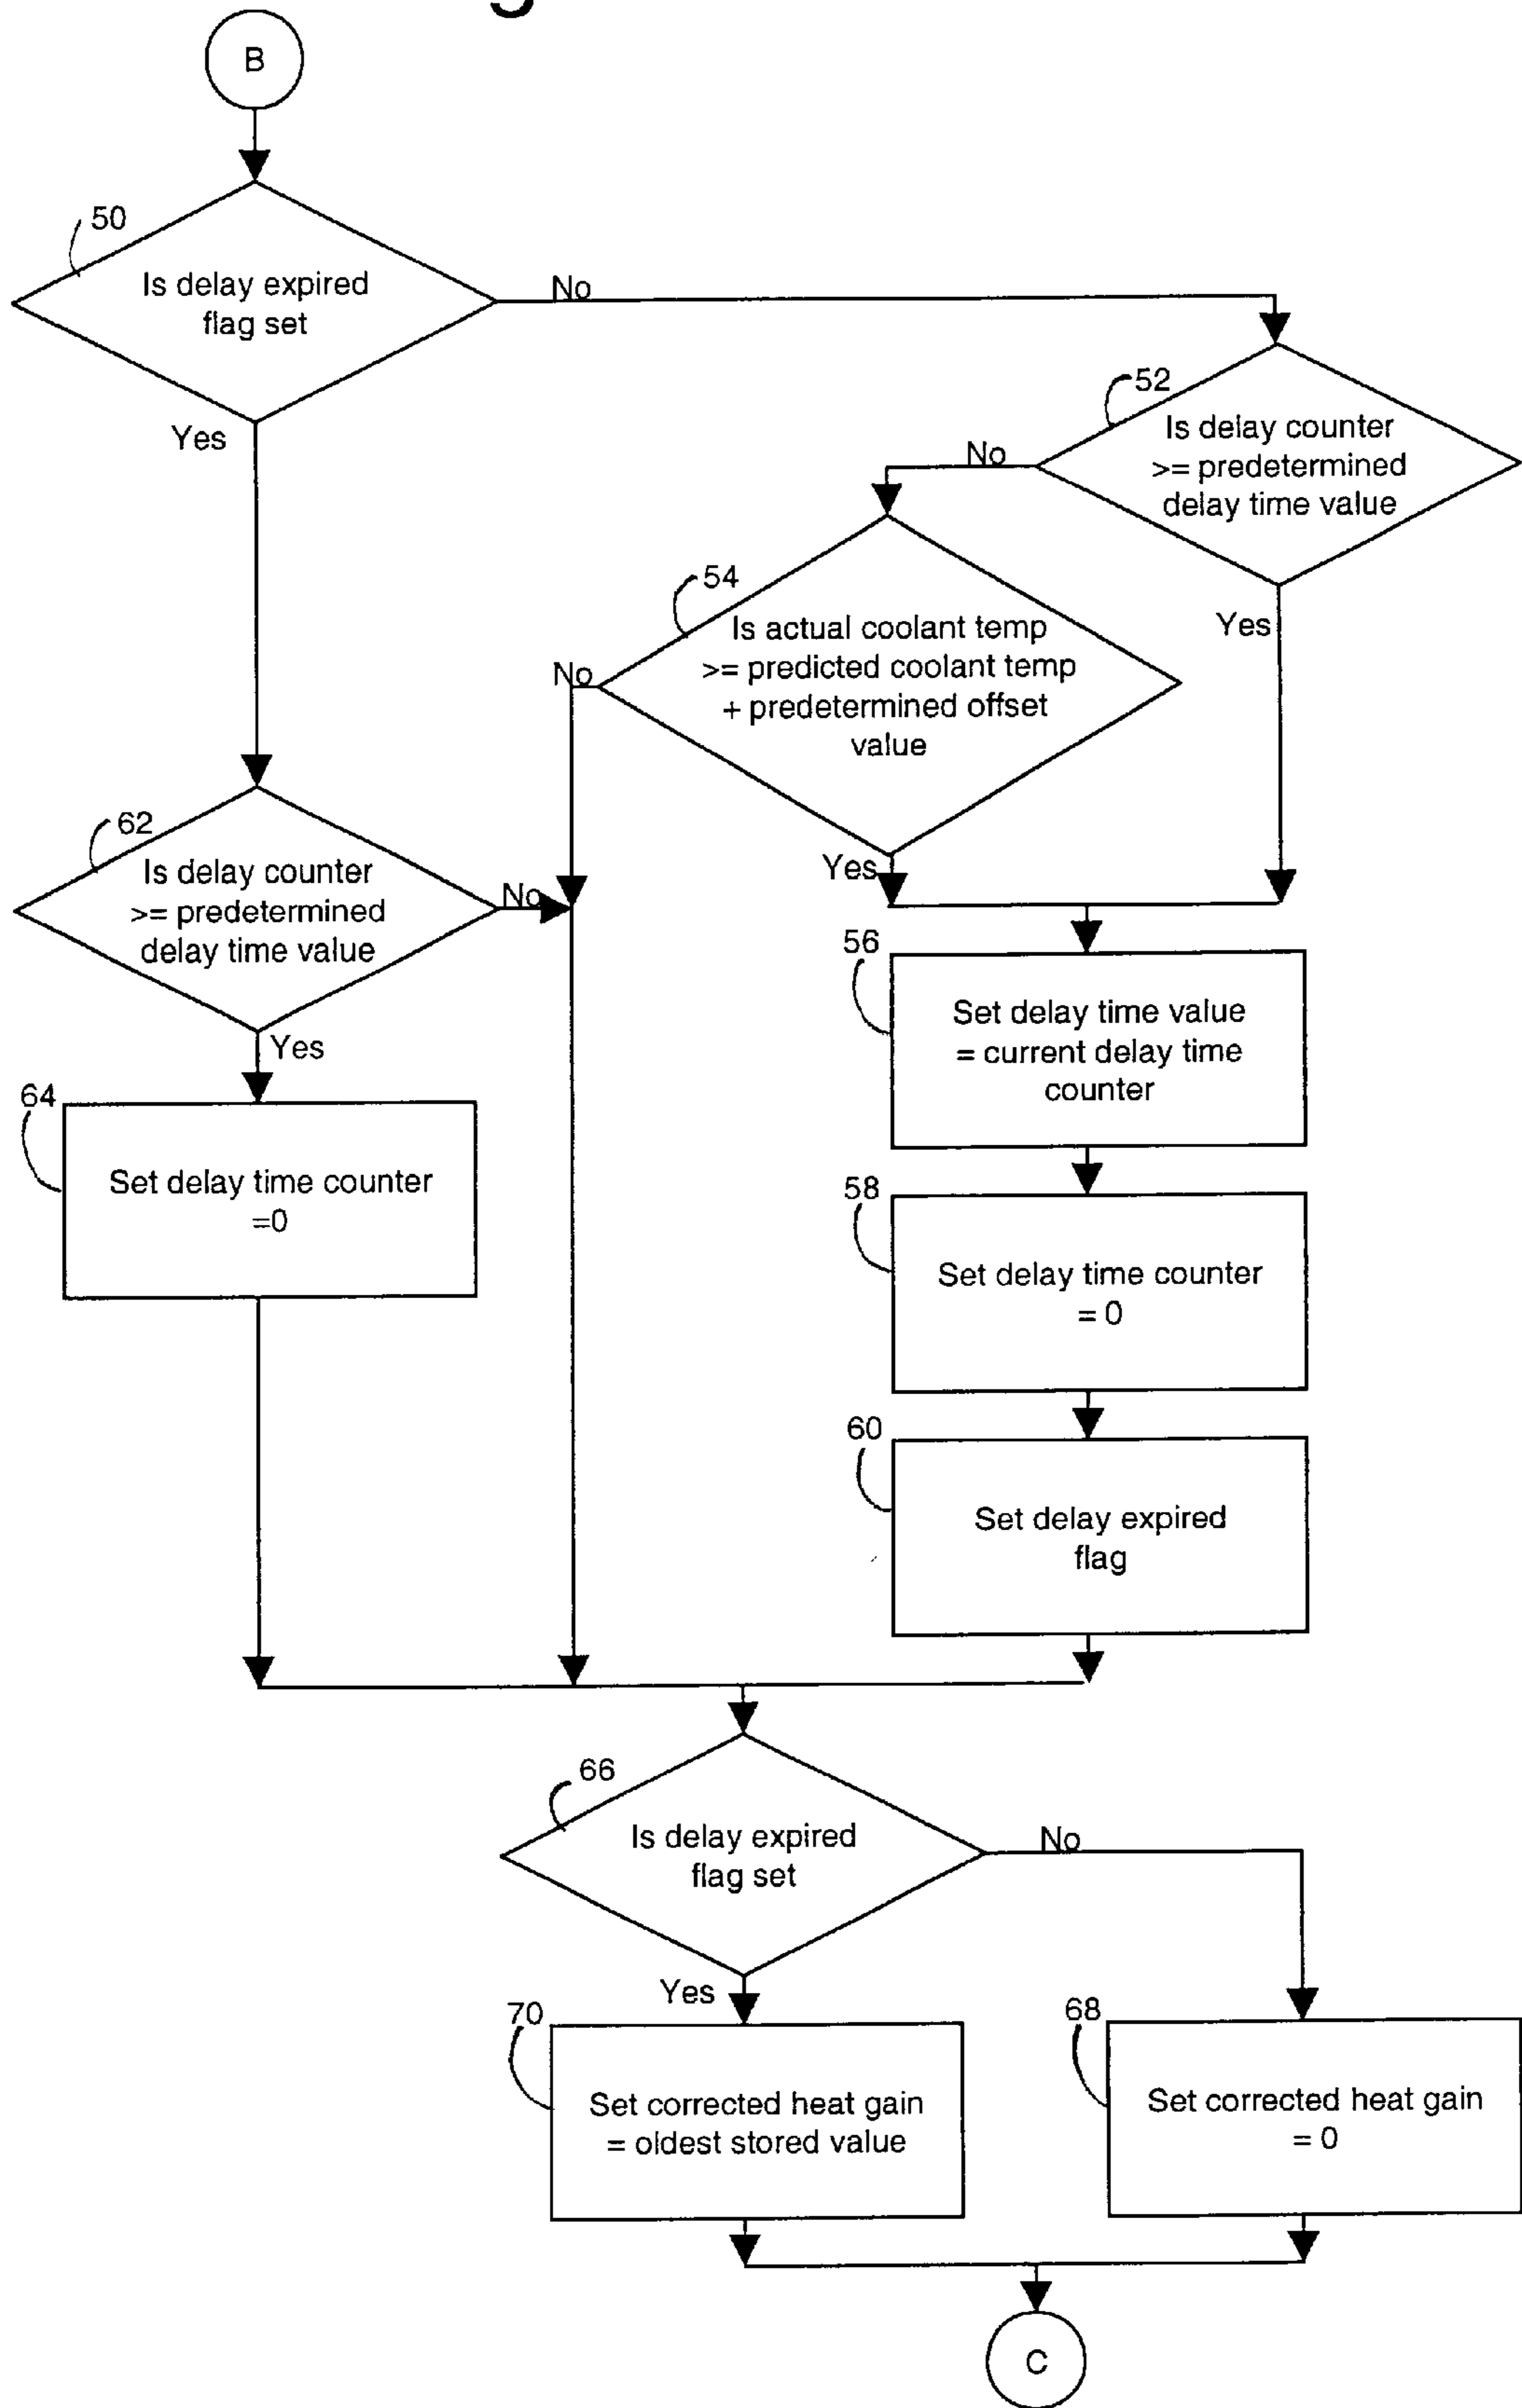 B
50
Is delay expired
flag set
No
Yes
52
Is delay counter
>= predetermined
delay time value
No
Yes
54
Is actual coolant temp
>= predicted coolant temp
+ predetermined offset
value
No
Yes
62
Is delay counter
>= predetermined
delay time value
No
Yes
56
Set delay time value
= current delay time
counter
64
Set delay time counter
=0
58
Set delay time counter
= 0
60
Set delay expired
flag
66
Is delay expired
flag set
No
Yes
70
Set corrected heat gain
= oldest stored value
68
Set corrected heat gain
= 0
C